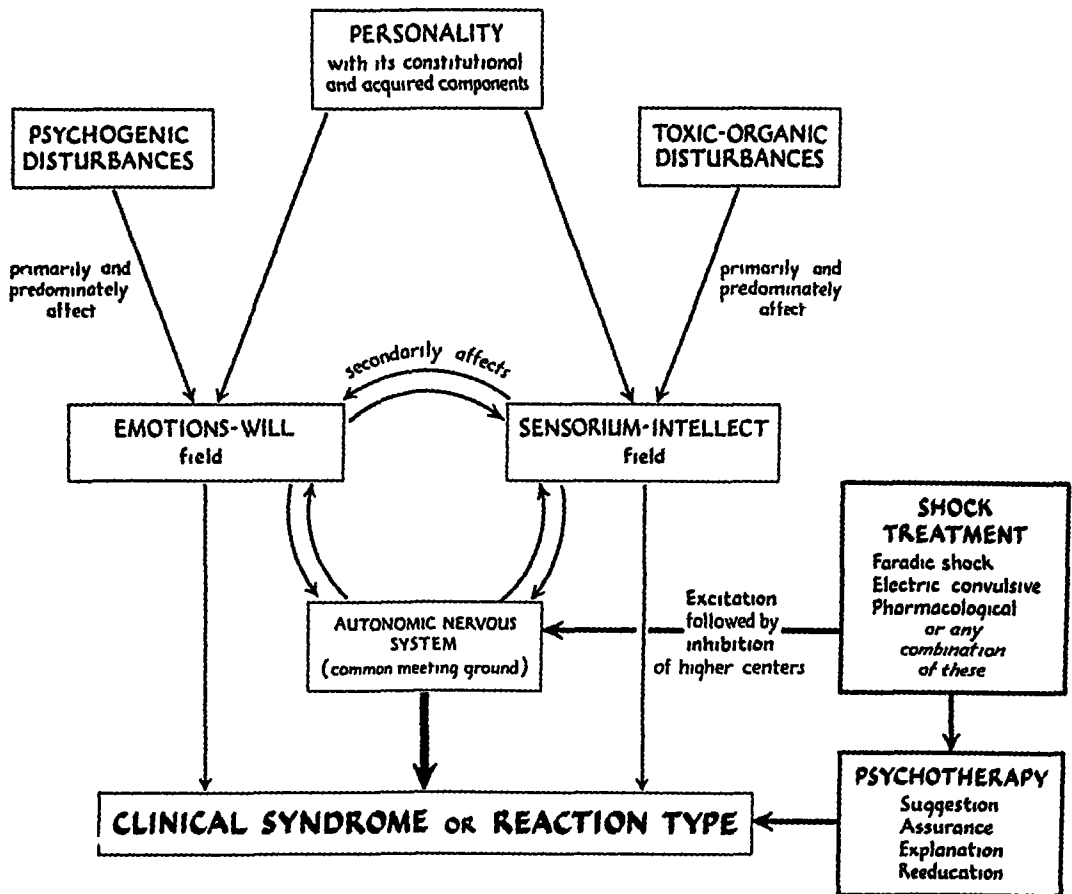 PERSONALITY
with its constitutional
and acquired components
PSYCHOGENIC
DISTURBANCES
TOXIC-ORGANIC
DISTURBANCES
primarily and
predominately
affect
primarily and
predominately
affect
secondarily affects
EMOTIONS-WILL
field
SENSORIUM-INTELLECT
field
SHOCK
TREATMENT
Faradic shock
Electric convulsive
Pharmacological
or any
combination
of these
Excitation
followed by
inhibition
of higher centers
AUTONOMIC NERVOUS
SYSTEM
(common meeting ground)
PSYCHOTHERAPY
Suggestion
Assurance
Explanation
Reeducation
CLINICAL SYNDROME OR REACTION TYPE